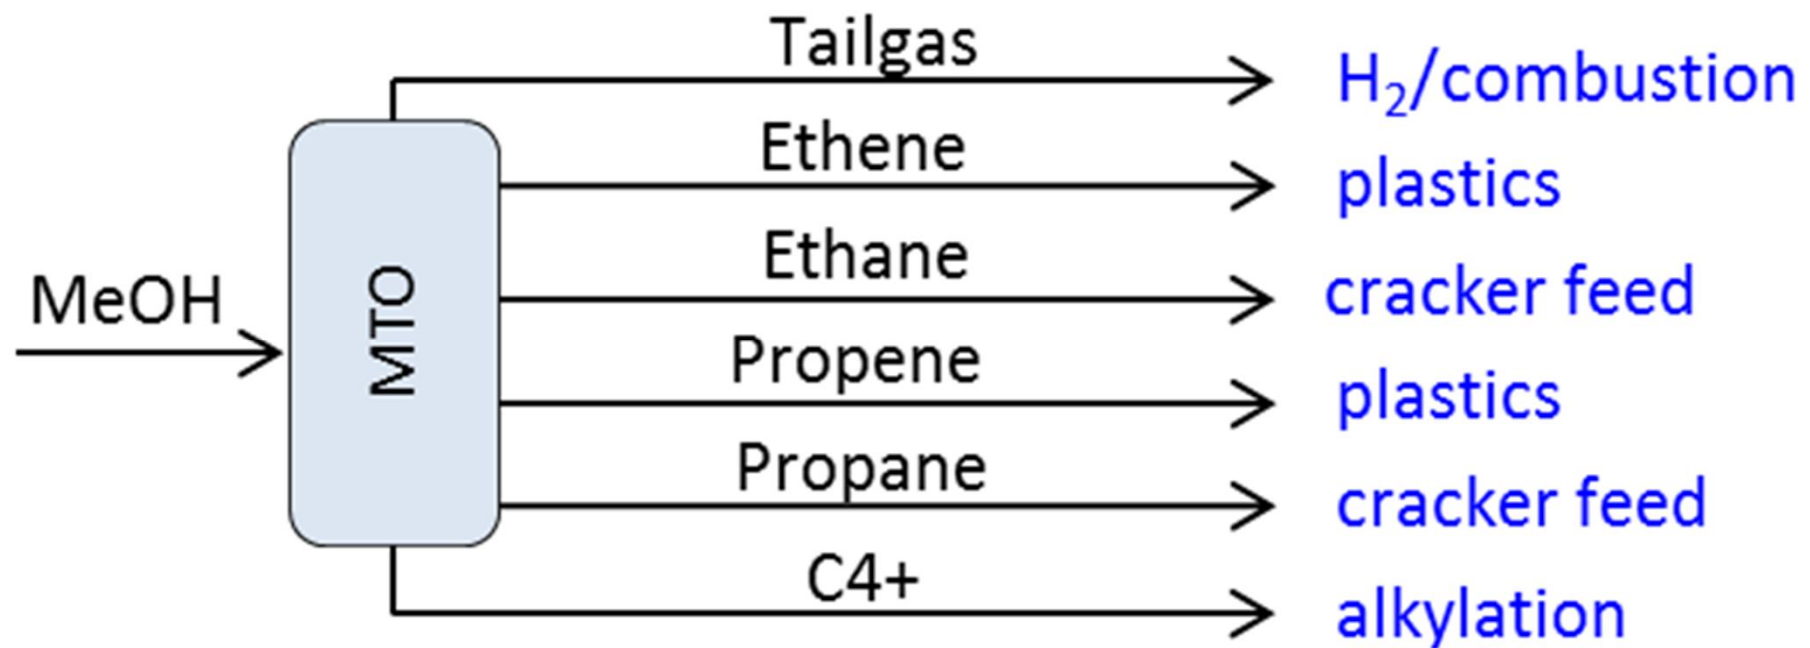 Tailgas
H₂/combustion
Ethene
plastics
Ethane
cracker feed
MeOH
MTO
Propene
plastics
Propane
cracker feed
C4+
alkylation